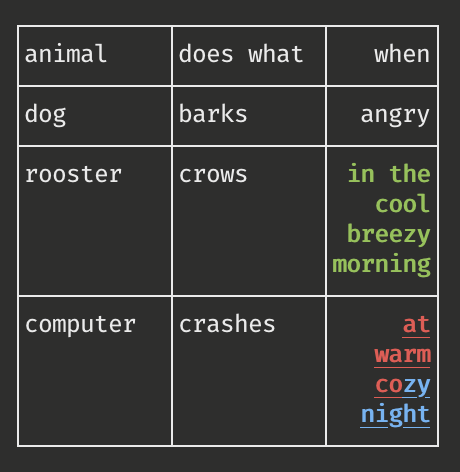 animal does what when
dog barks angry
rooster crows in the
cool
breezy
morning
computer crashes at
warm
cozy
night